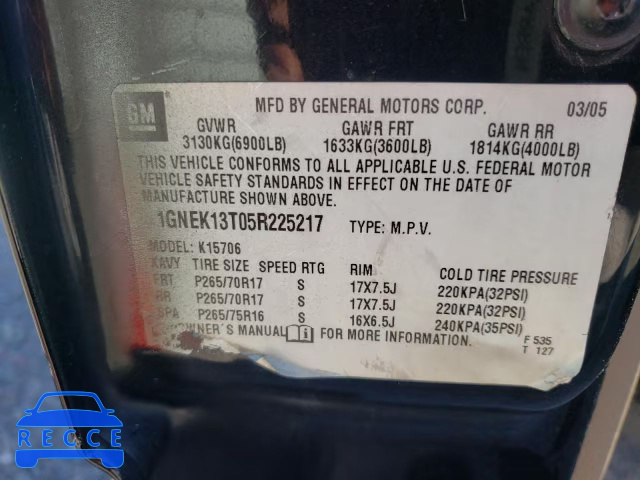 GM
MFD BY GENERAL MOTORS CORP. 03/05
GVWR GAWR FRT GAWR RR
3130KG(6900LB) 1633KG(3600LB) 1814KG(4000LB)
THIS VEHICLE CONFORMS TO ALL APPLICABLE U.S. FEDERAL MOTOR
VEHICLE SAFETY STANDARDS IN EFFECT ON THE DATE OF
MANUFACTURE SHOWN ABOVE.
1GNEK13T05R225217 TYPE: M.P.V.
MODEL: K15706
XAVY TIRE SIZE SPEED RTG RIM COLD TIRE PRESSURE
FRT P265/70R17 S 17X7.5J 220KPA(32PSI)
RR P265/70R17 S 17X7.5J 220KPA(32PSI)
SPA P265/75R16 S 16X6.5J 240KPA(35PSI)
OWNER'S MANUAL FOR MORE INFORMATION. F 535
T 127
RECCE